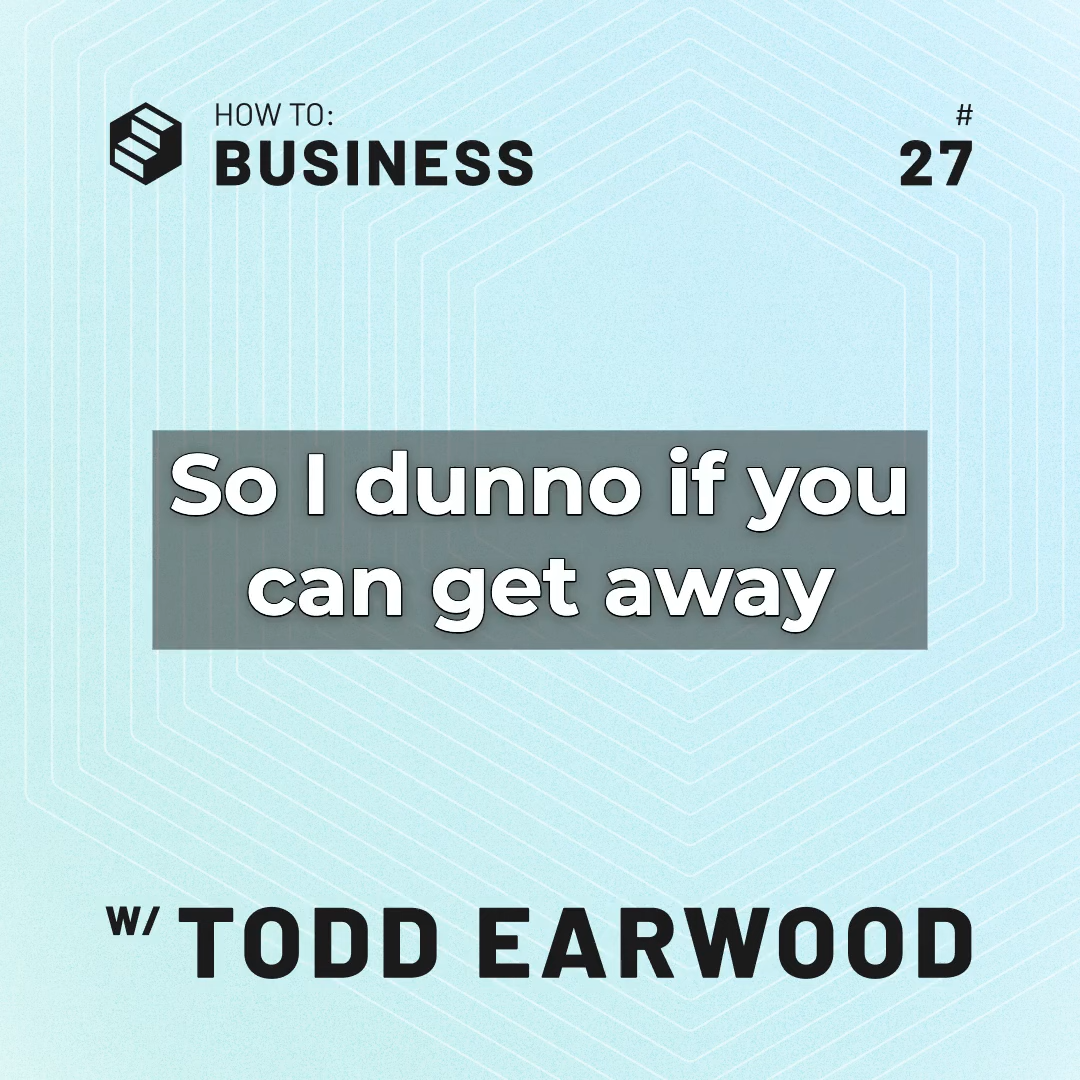 HOW TO:
BUSINESS
#
27
So I dunno if you
can get away
W/ TODD EARWOOD